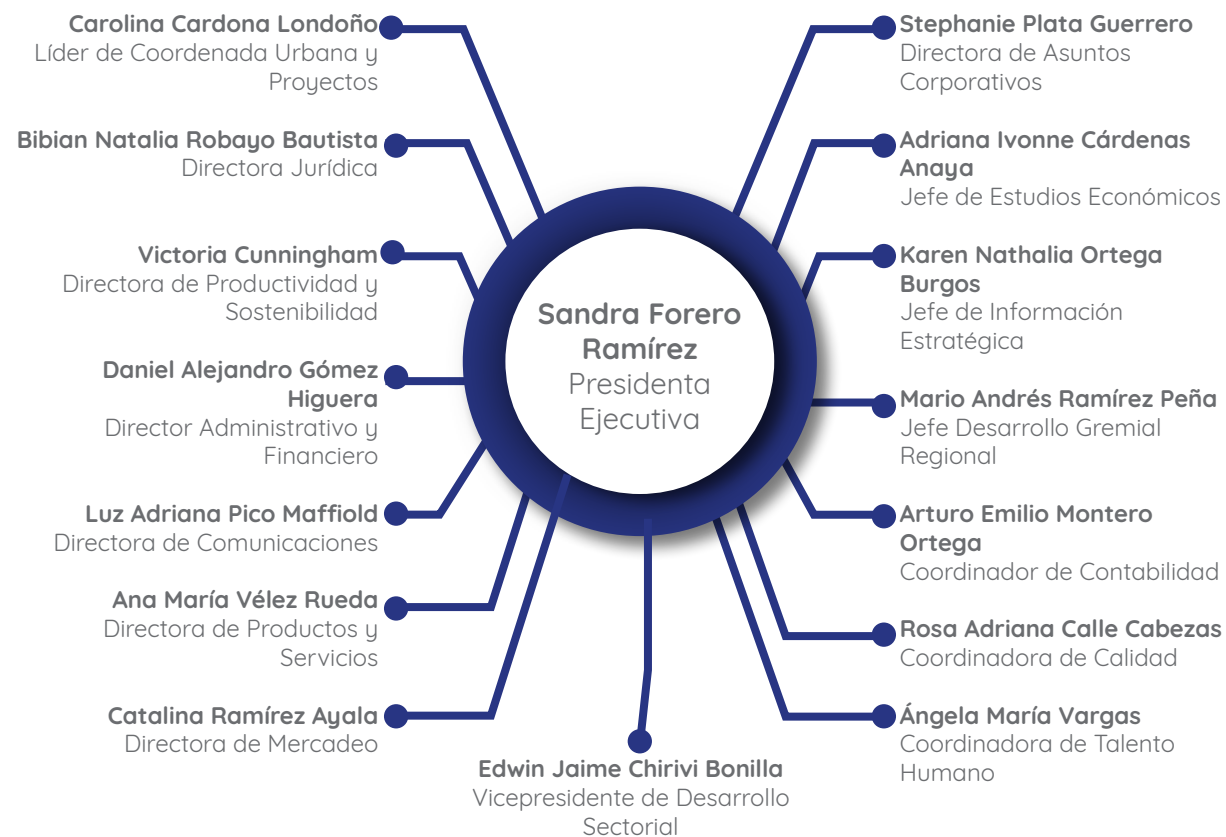 Carolina Cardona Londoño
Líder de Coordenada Urbana y
Proyectos
Bibian Natalia Robayo Bautista
Directora Jurídica
Victoria Cunningham
Directora de Productividad y
Sostenibilidad
Daniel Alejandro Gómez
Higuera
Director Administrativo y
Financiero
Luz Adriana Pico Maffiold
Directora de Comunicaciones
Ana María Vélez Rueda
Directora de Productos y
Servicios
Catalina Ramírez Ayala
Directora de Mercadeo
Sandra Forero
Ramírez
Presidenta
Ejecutiva
Edwin Jaime Chirivi Bonilla
Vicepresidente de Desarrollo
Sectorial
Stephanie Plata Guerrero
Directora de Asuntos
Corporativos
Adriana Ivonne Cárdenas
Anaya
Jefe de Estudios Económicos
Karen Nathalia Ortega
Burgos
Jefe de Información
Estratégica
Mario Andrés Ramírez Peña
Jefe Desarrollo Gremial
Regional
Arturo Emilio Montero
Ortega
Coordinador de Contabilidad
Rosa Adriana Calle Cabezas
Coordinadora de Calidad
Ángela María Vargas
Coordinadora de Talento
Humano